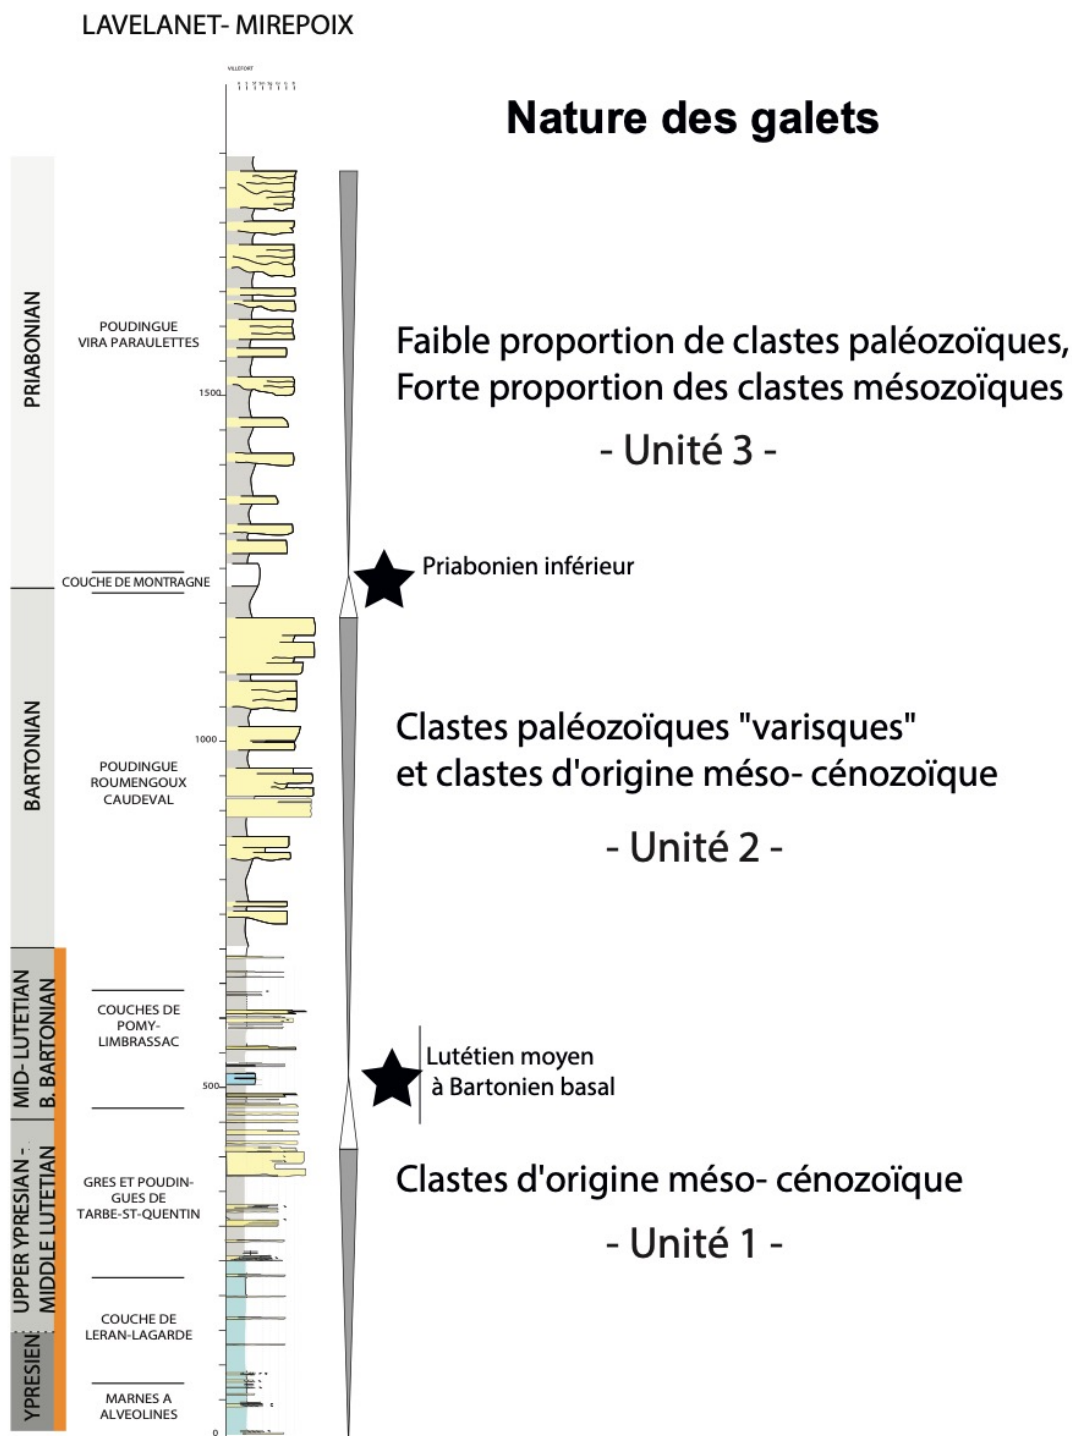 LAVELANET- MIREPOIX
VILLEFORT
Nature des galets
PRIABONIAN
POUDINGUE
VIRA PARAULETTES
1500
Faible proportion de clastes paléozoïques,
Forte proportion des clastes mésozoïques
- Unité 3 -
COUCHE DE MONTRAGNE
Priabonien inférieur
BARTONIAN
1000
POUDINGUE
ROUMENGOUX
CAUDEVAL
Clastes paléozoïques "varisques"
et clastes d'origine méso- cénozoïque
- Unité 2 -
MID- LUTETIAN
B. BARTONIAN
COUCHES DE
POMY-
LIMBRASSAC
500
Lutétien moyen
à Bartonien basal
UPPER YPRESIAN -
MIDDLE LUTETIAN
GRES ET POUDIN-
GUES DE
TARBE-ST-QUENTIN
Clastes d'origine méso- cénozoïque
- Unité 1 -
COUCHE DE
LERAN-LAGARDE
YPRESIEN
MARNES A
ALVEOLINES
0